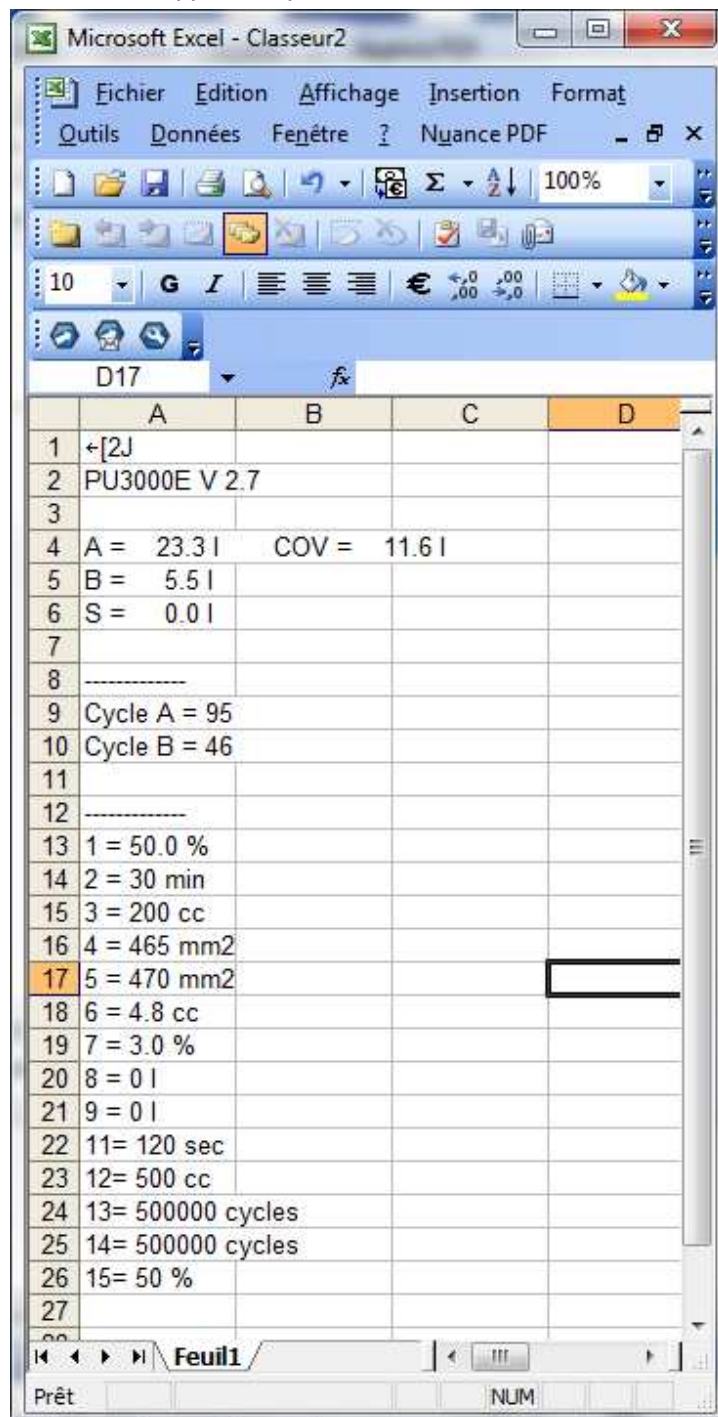 Microsoft Excel - Classeur2
Fichier Edition Affichage Insertion Format
Outils Données Fenêtre ? Nuance PDF
Σ 100%
10 G I €
D17 fx
A B C D
1 ←[2J
2 PU3000E V 2.7
3
4 A = 23.3 l COV = 11.6 l
5 B = 5.5 l
6 S = 0.0 l
7
8 -------------
9 Cycle A = 95
10 Cycle B = 46
11
12 -------------
13 1 = 50.0 %
14 2 = 30 min
15 3 = 200 cc
16 4 = 465 mm2
17 5 = 470 mm2
18 6 = 4.8 cc
19 7 = 3.0 %
20 8 = 0 l
21 9 = 0 l
22 11= 120 sec
23 12= 500 cc
24 13= 500000 cycles
25 14= 500000 cycles
26 15= 50 %
27
Feuil1
Prêt NUM